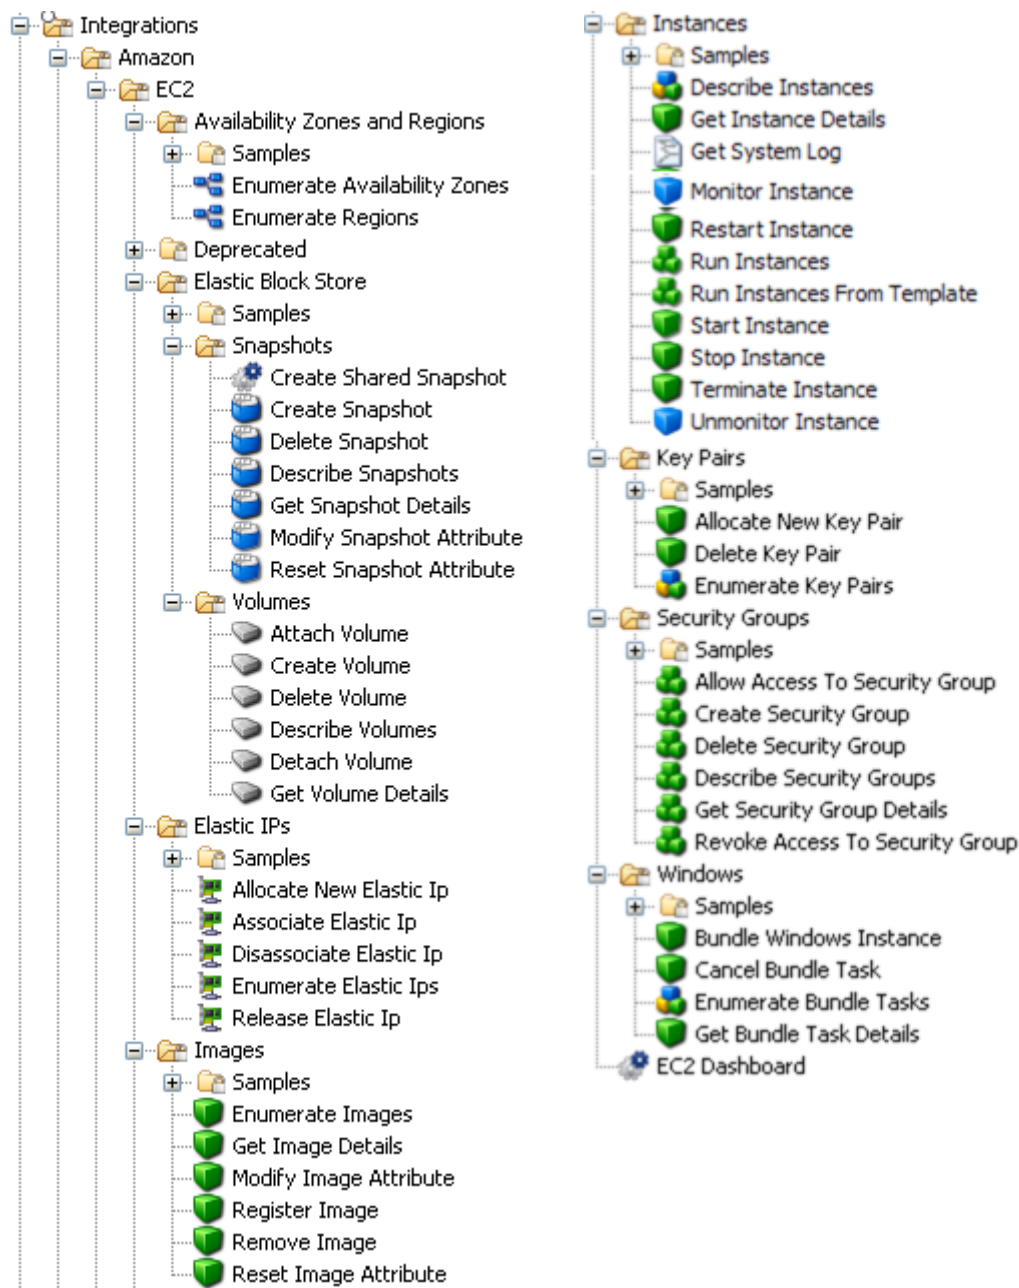 Integrations
Amazon
EC2
Availability Zones and Regions
Samples
Enumerate Availability Zones
Enumerate Regions
Deprecated
Elastic Block Store
Samples
Snapshots
Create Shared Snapshot
Create Snapshot
Delete Snapshot
Describe Snapshots
Get Snapshot Details
Modify Snapshot Attribute
Reset Snapshot Attribute
Volumes
Attach Volume
Create Volume
Delete Volume
Describe Volumes
Detach Volume
Get Volume Details
Elastic IPs
Samples
Allocate New Elastic Ip
Associate Elastic Ip
Disassociate Elastic Ip
Enumerate Elastic Ips
Release Elastic Ip
Images
Samples
Enumerate Images
Get Image Details
Modify Image Attribute
Register Image
Remove Image
Reset Image Attribute
Instances
Samples
Describe Instances
Get Instance Details
Get System Log
Monitor Instance
Restart Instance
Run Instances
Run Instances From Template
Start Instance
Stop Instance
Terminate Instance
Unmonitor Instance
Key Pairs
Samples
Allocate New Key Pair
Delete Key Pair
Enumerate Key Pairs
Security Groups
Samples
Allow Access To Security Group
Create Security Group
Delete Security Group
Describe Security Groups
Get Security Group Details
Revoke Access To Security Group
Windows
Samples
Bundle Windows Instance
Cancel Bundle Task
Enumerate Bundle Tasks
Get Bundle Task Details
EC2 Dashboard